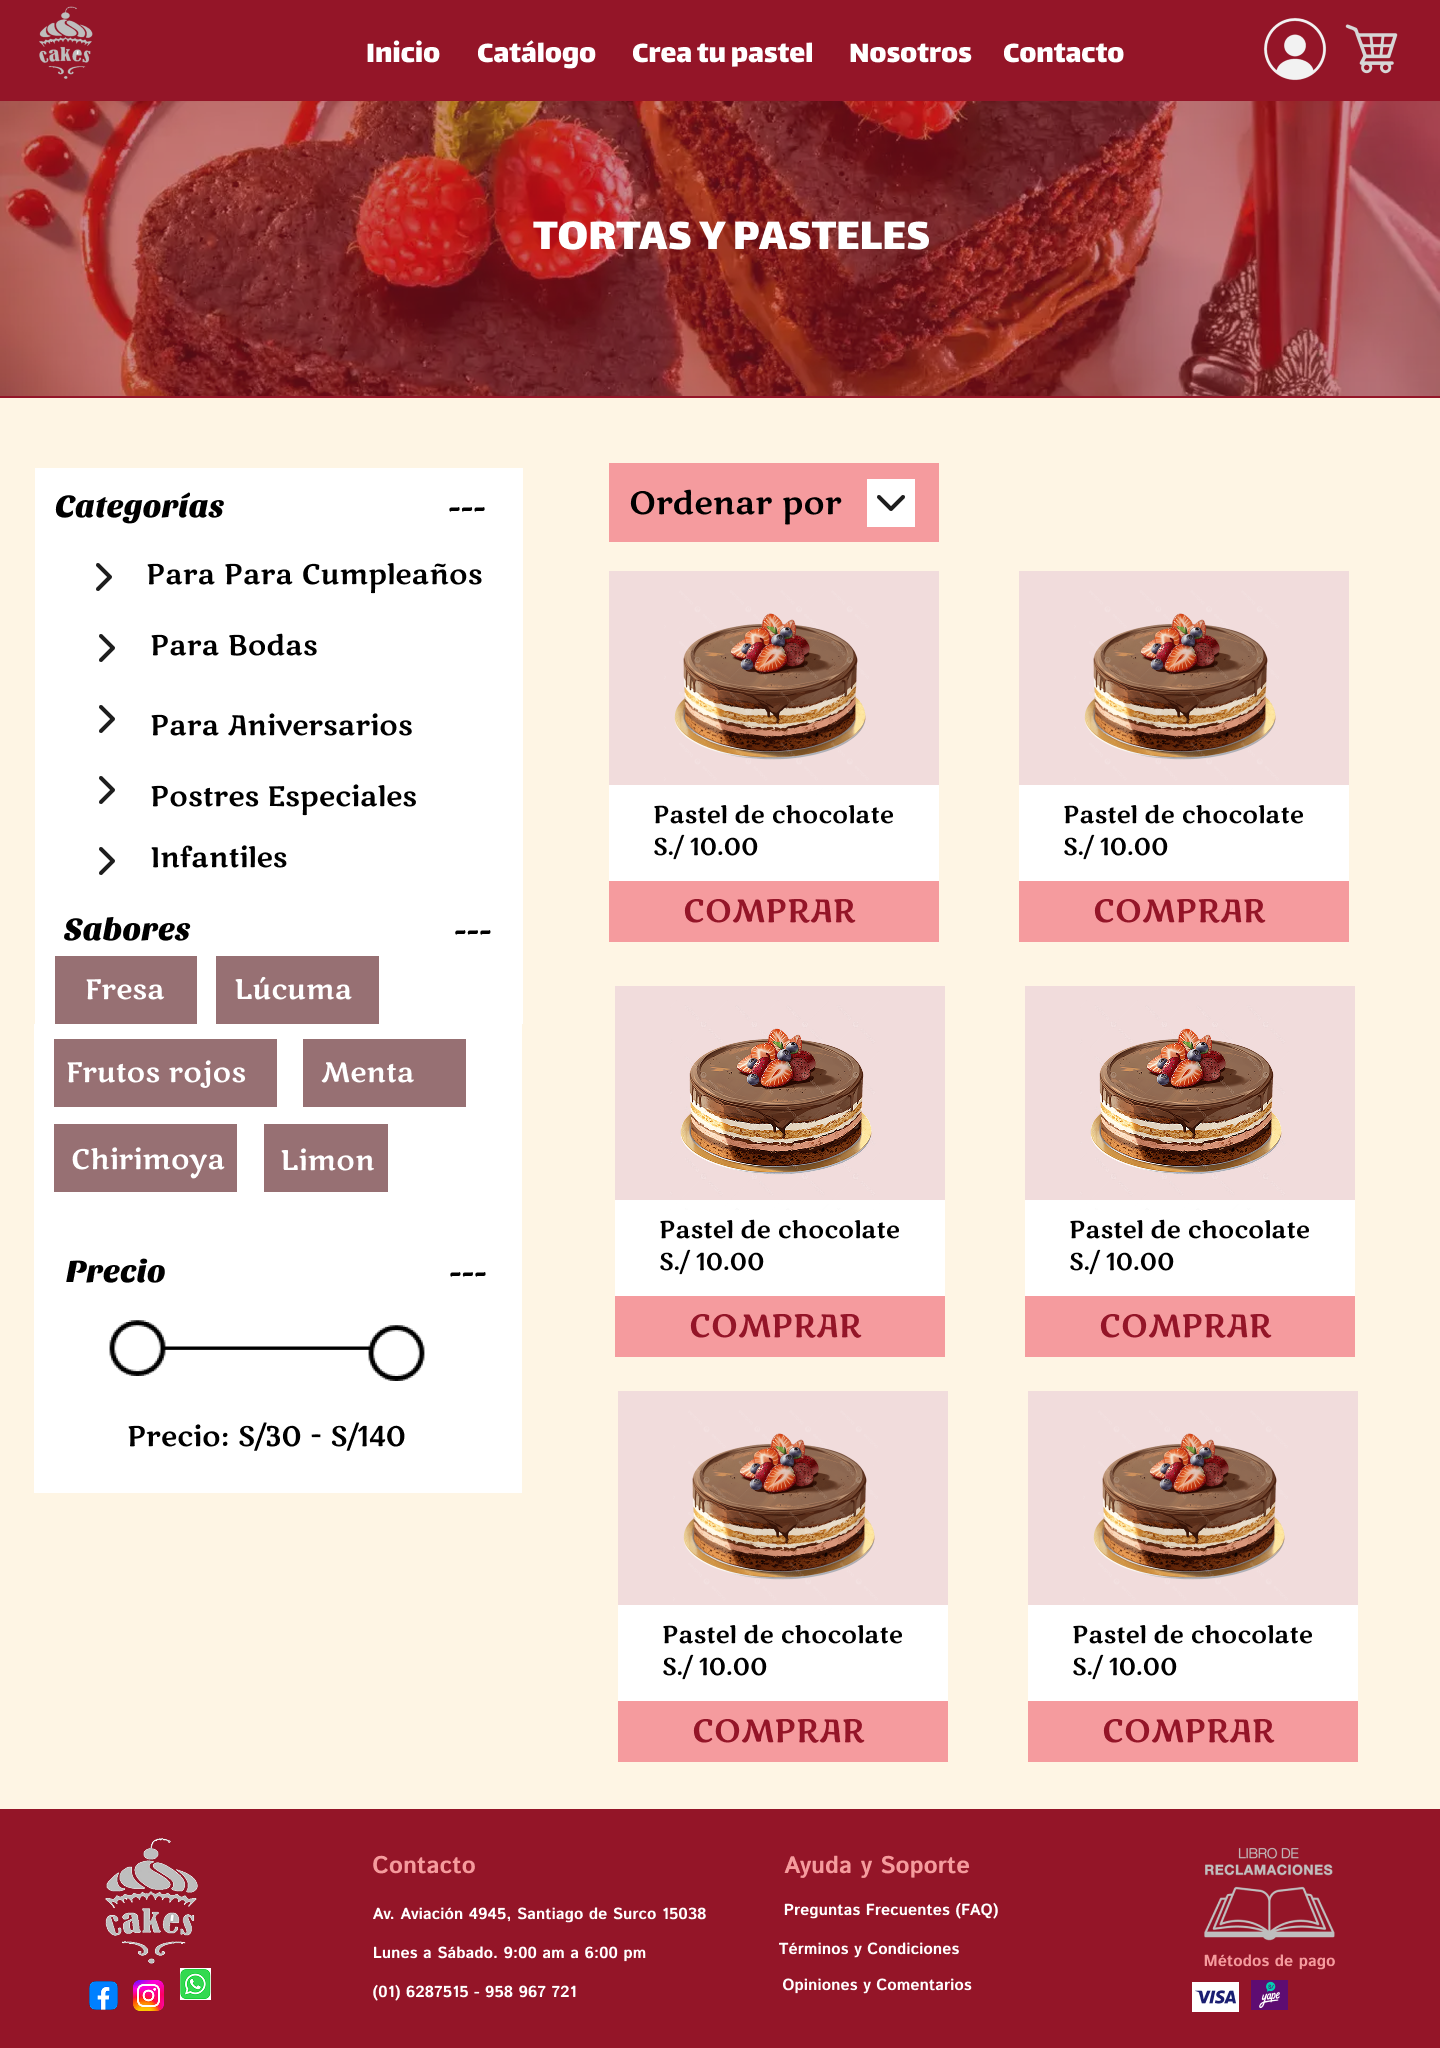 cakes
Inicio Catálogo Crea tu pastel Nosotros Contacto
TORTAS Y PASTELES
Categorías ---
Para Para Cumpleaños
Para Bodas
Para Aniversarios
Postres Especiales
Infantiles
Sabores ---
Fresa Lúcuma
Frutos rojos Menta
Chirimoya Limon
Precio ---
Precio: S/30 - S/140
Ordenar por
Pastel de chocolate
S./ 10.00
COMPRAR
Pastel de chocolate
S./ 10.00
COMPRAR
Pastel de chocolate
S./ 10.00
COMPRAR
Pastel de chocolate
S./ 10.00
COMPRAR
Pastel de chocolate
S./ 10.00
COMPRAR
Pastel de chocolate
S./ 10.00
COMPRAR
cakes
Contacto
Av. Aviación 4945, Santiago de Surco 15038
Lunes a Sábado. 9:00 am a 6:00 pm
(01) 6287515 - 958 967 721
Ayuda y Soporte
Preguntas Frecuentes (FAQ)
Términos y Condiciones
Opiniones y Comentarios
LIBRO DE
RECLAMACIONES
Métodos de pago
VISA
yape